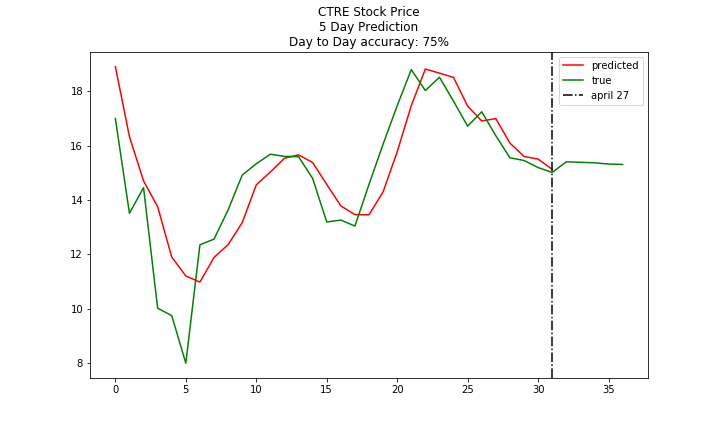 CTRE Stock Price
5 Day Prediction
Day to Day accuracy: 75%
predicted
true
april 27
18
16
14
12
10
8
0 5 10 15 20 25 30 35